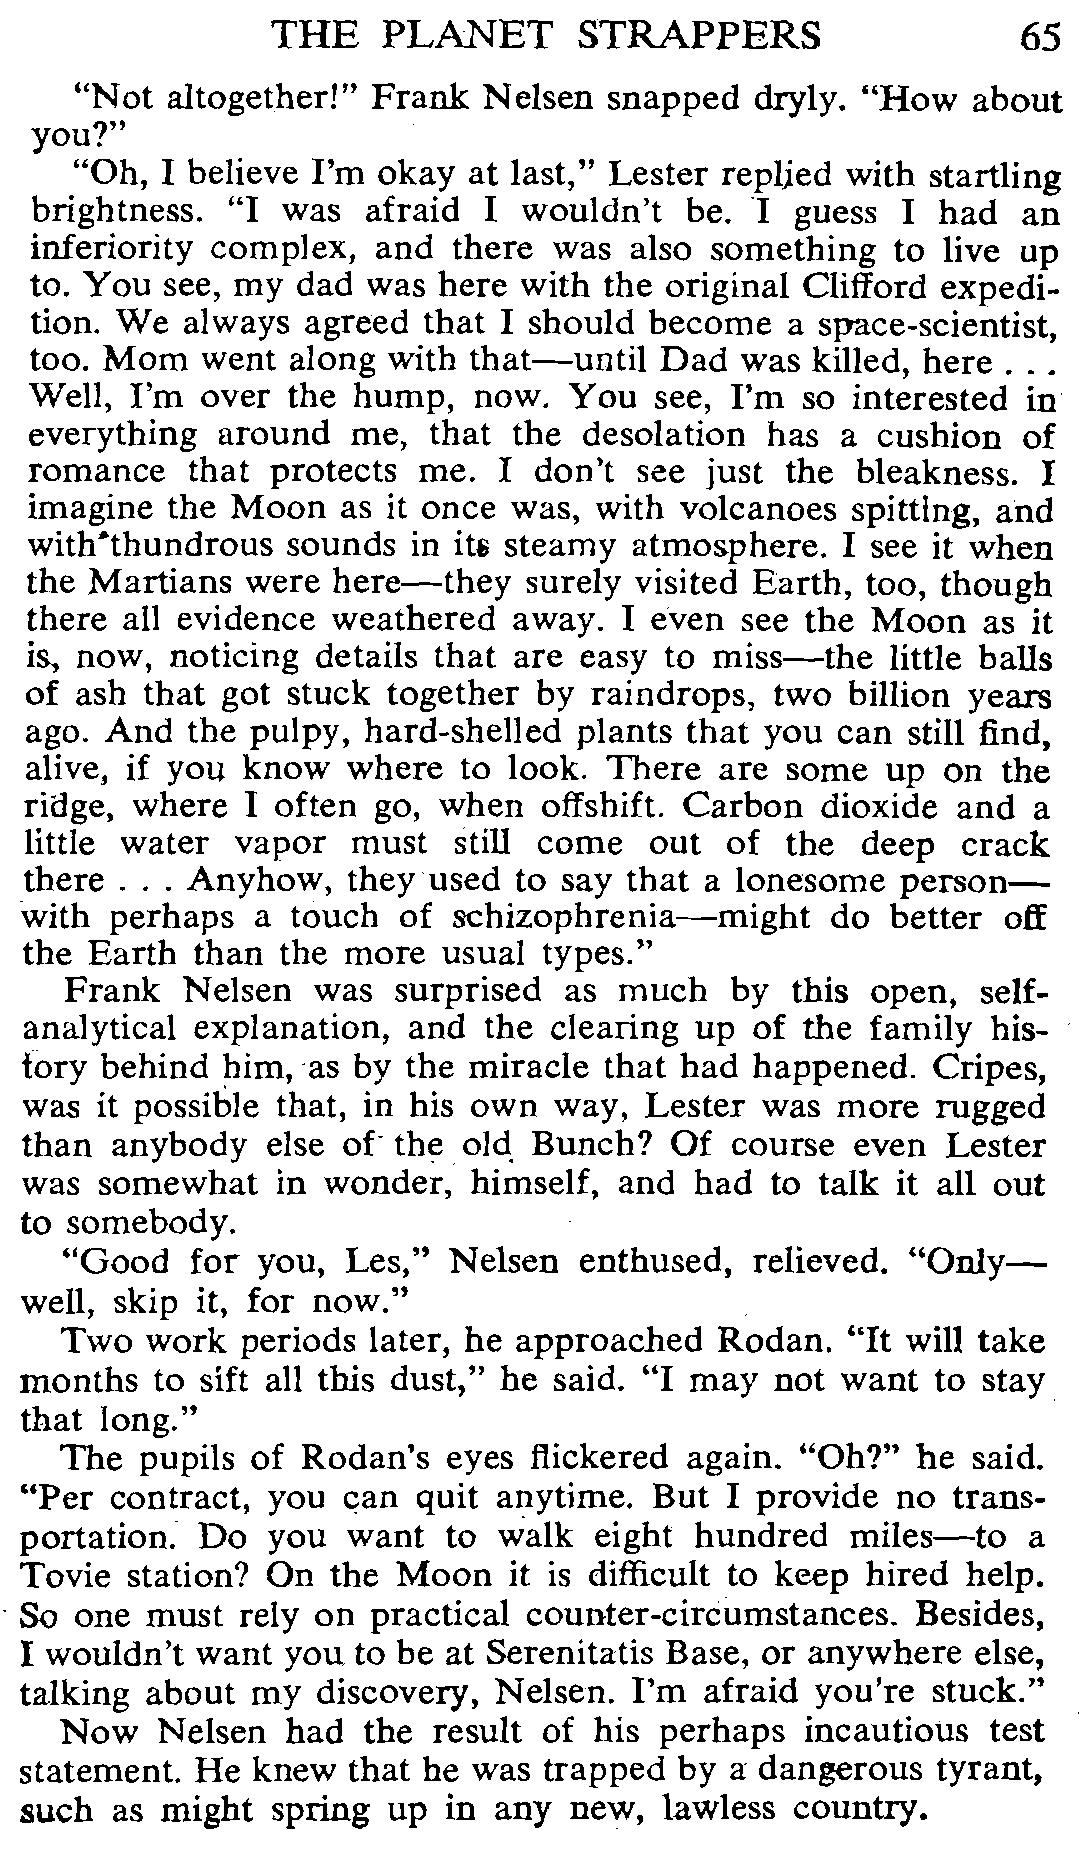 THE PLANET STRAPPERS 65
“Not altogether!” Frank Nelsen snapped dryly. “How about
you?”
“Oh, I believe I’m okay at last,” Lester replied with startling
brightness. “I was afraid I wouldn’t be. I guess I had an
inferiority complex, and there was also something to live up
to. You see, my dad was here with the original Clifford expedi-
tion. We always agreed that I should become a space-scientist,
too. Mom went along with that—until Dad was killed, here . . .
Well, I’m over the hump, now. You see, I’m so interested in
everything around me, that the desolation has a cushion of
romance that protects me. I don’t see just the bleakness. I
imagine the Moon as it once was, with volcanoes spitting, and
with thundrous sounds in its steamy atmosphere. I see it when
the Martians were here—they surely visited Earth, too, though
there all evidence weathered away. I even see the Moon as it
is, now, noticing details that are easy to miss—the little balls
of ash that got stuck together by raindrops, two billion years
ago. And the pulpy, hard-shelled plants that you can still find,
alive, if you know where to look. There are some up on the
ridge, where I often go, when offshift. Carbon dioxide and a
little water vapor must still come out of the deep crack
there . . . Anyhow, they used to say that a lonesome person—
with perhaps a touch of schizophrenia—might do better off
the Earth than the more usual types.”
Frank Nelsen was surprised as much by this open, self-
analytical explanation, and the clearing up of the family his-
tory behind him, as by the miracle that had happened. Cripes,
was it possible that, in his own way, Lester was more rugged
than anybody else of the old Bunch? Of course even Lester
was somewhat in wonder, himself, and had to talk it all out
to somebody.
“Good for you, Les,” Nelsen enthused, relieved. “Only—
well, skip it, for now.”
Two work periods later, he approached Rodan. “It will take
months to sift all this dust,” he said. “I may not want to stay
that long.”
The pupils of Rodan’s eyes flickered again. “Oh?” he said.
“Per contract, you can quit anytime. But I provide no trans-
portation. Do you want to walk eight hundred miles—to a
Tovie station? On the Moon it is difficult to keep hired help.
So one must rely on practical counter-circumstances. Besides,
I wouldn’t want you to be at Serenitatis Base, or anywhere else,
talking about my discovery, Nelsen. I’m afraid you’re stuck.”
Now Nelsen had the result of his perhaps incautious test
statement. He knew that he was trapped by a dangerous tyrant,
such as might spring up in any new, lawless country.